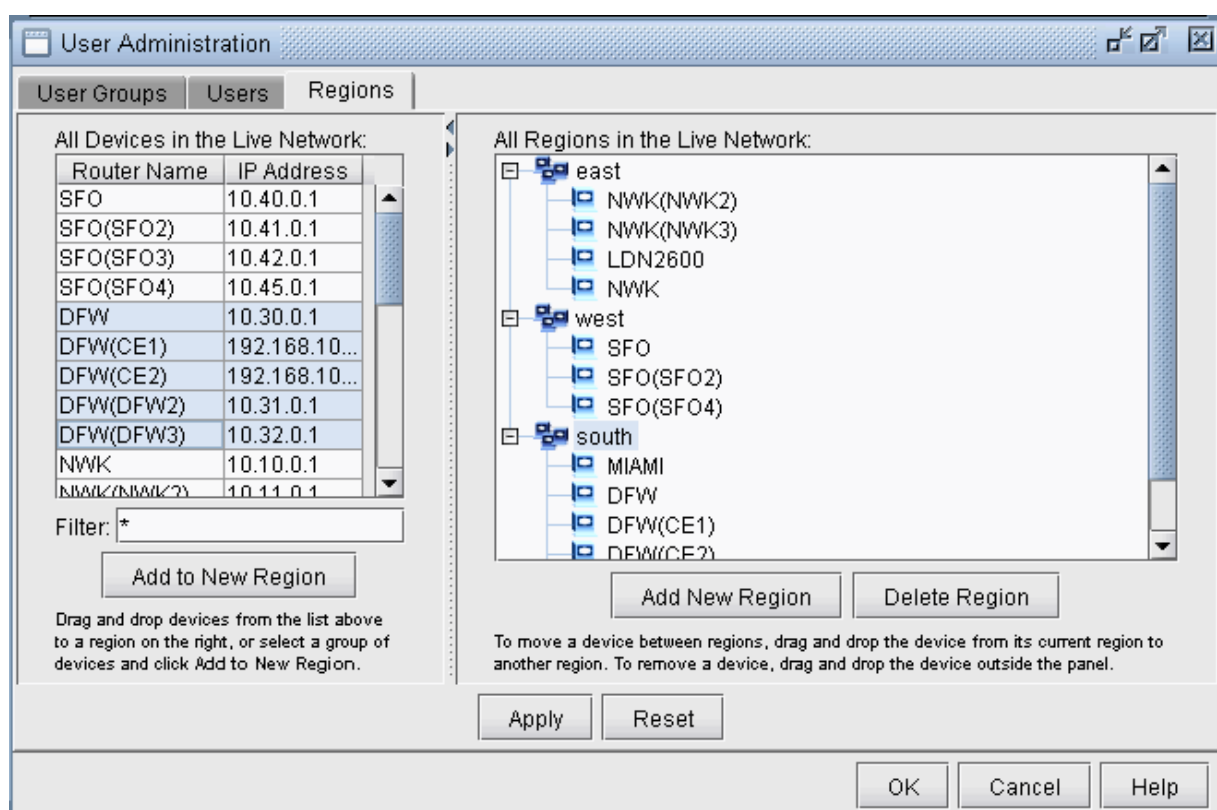 User Administration
User Groups Users Regions
All Devices in the Live Network:
Router Name IP Address
SFO 10.40.0.1
SFO(SFO2) 10.41.0.1
SFO(SFO3) 10.42.0.1
SFO(SFO4) 10.45.0.1
DFW 10.30.0.1
DFW(CE1) 192.168.10...
DFW(CE2) 192.168.10...
DFW(DFW2) 10.31.0.1
DFW(DFW3) 10.32.0.1
NWK 10.10.0.1
NWK(NWK2) 10.11.0.1
Filter: *
Add to New Region
Drag and drop devices from the list above
to a region on the right, or select a group of
devices and click Add to New Region.
All Regions in the Live Network:
east
NWK(NWK2)
NWK(NWK3)
LDN2600
NWK
west
SFO
SFO(SFO2)
SFO(SFO4)
south
MIAMI
DFW
DFW(CE1)
DFW(CE2)
Add New Region Delete Region
To move a device between regions, drag and drop the device from its current region to
another region. To remove a device, drag and drop the device outside the panel.
Apply Reset
OK Cancel Help